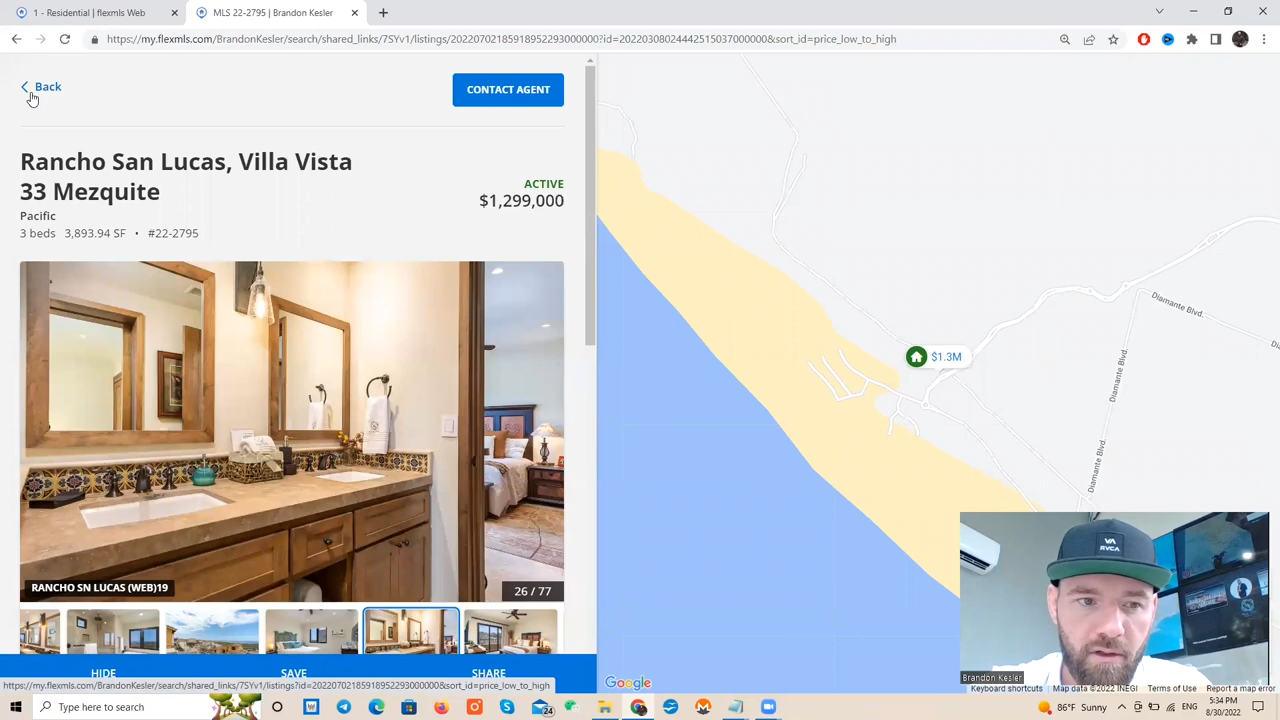 1 - Residential | flexmls Web
MLS 22-2795 | Brandon Kesler
https://my.flexmls.com/BrandonKesler/search/shared_links/7SYv1/listings/20220702185918952293000000?id=20220308024442515037000000&sort_id=price_low_to_high
Back
CONTACT AGENT
Rancho San Lucas, Villa Vista
33 Mezquite
ACTIVE
$1,299,000
Pacific
3 beds 3,893.94 SF • #22-2795
RANCHO SN LUCAS (WEB)19
26 / 77
HIDE
SAVE
SHARE
https://my.flexmls.com/BrandonKesler/search/shared_links/7SYv1/listings?id=20220702185918952293000000&sort_id=price_low_to_high
$1.3M
Diamante Blvd.
Diamante Blvd.
Diamante Blvd.
Google
VA
RVCA
Brandon Kesler
Keyboard shortcuts
Map data ©2022 INEGI
Terms of Use
Report a map error
Type here to search
24
86°F Sunny
5:34 PM
8/30/2022